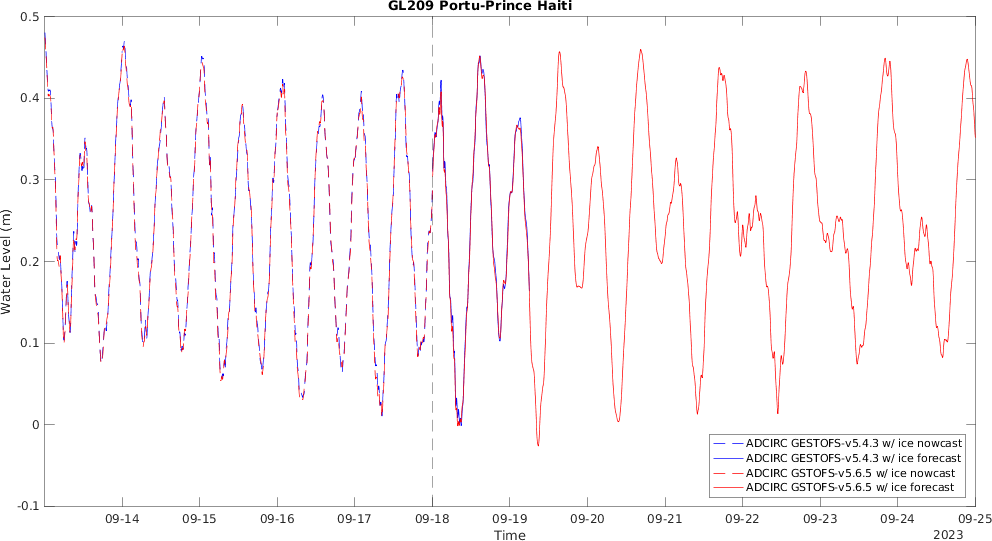 GL209 Portu-Prince Haiti
0.5
0.4
0.3
0.2
0.1
0
-0.1
Water Level (m)
ADCIRC GESTOFS-v5.4.3 w/ ice nowcast
ADCIRC GESTOFS-v5.4.3 w/ ice forecast
ADCIRC GSTOFS-v5.6.5 w/ ice nowcast
ADCIRC GSTOFS-v5.6.5 w/ ice forecast
09-14 09-15 09-16 09-17 09-18 09-19 09-20 09-21 09-22 09-23 09-24 09-25
Time
2023